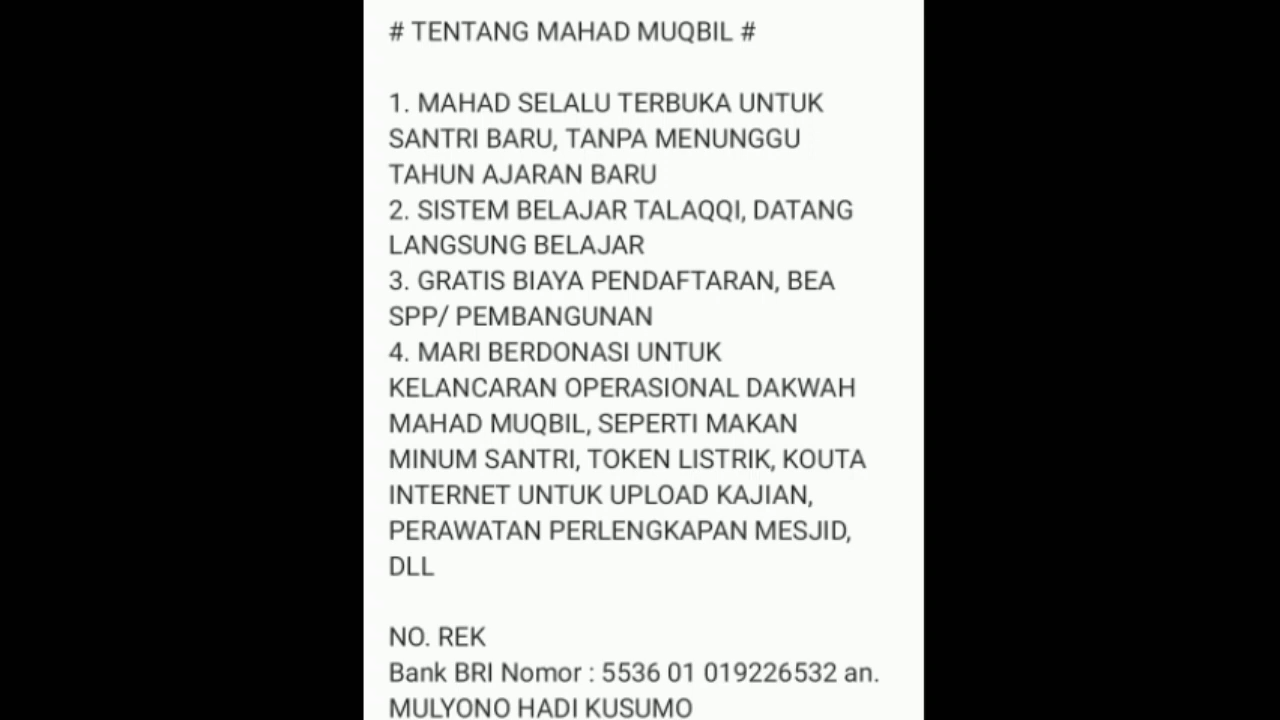 # TENTANG MAHAD MUQBIL #
1. MAHAD SELALU TERBUKA UNTUK
SANTRI BARU, TANPA MENUNGGU
TAHUN AJARAN BARU
2. SISTEM BELAJAR TALAQQI, DATANG
LANGSUNG BELAJAR
3. GRATIS BIAYA PENDAFTARAN, BEA
SPP/ PEMBANGUNAN
4. MARI BERDONASI UNTUK
KELANCARAN OPERASIONAL DAKWAH
MAHAD MUQBIL, SEPERTI MAKAN
MINUM SANTRI, TOKEN LISTRIK, KOUTA
INTERNET UNTUK UPLOAD KAJIAN,
PERAWATAN PERLENGKAPAN MESJID,
DLL
NO. REK
Bank BRI Nomor : 5536 01 019226532 an.
MULYONO HADI KUSUMO